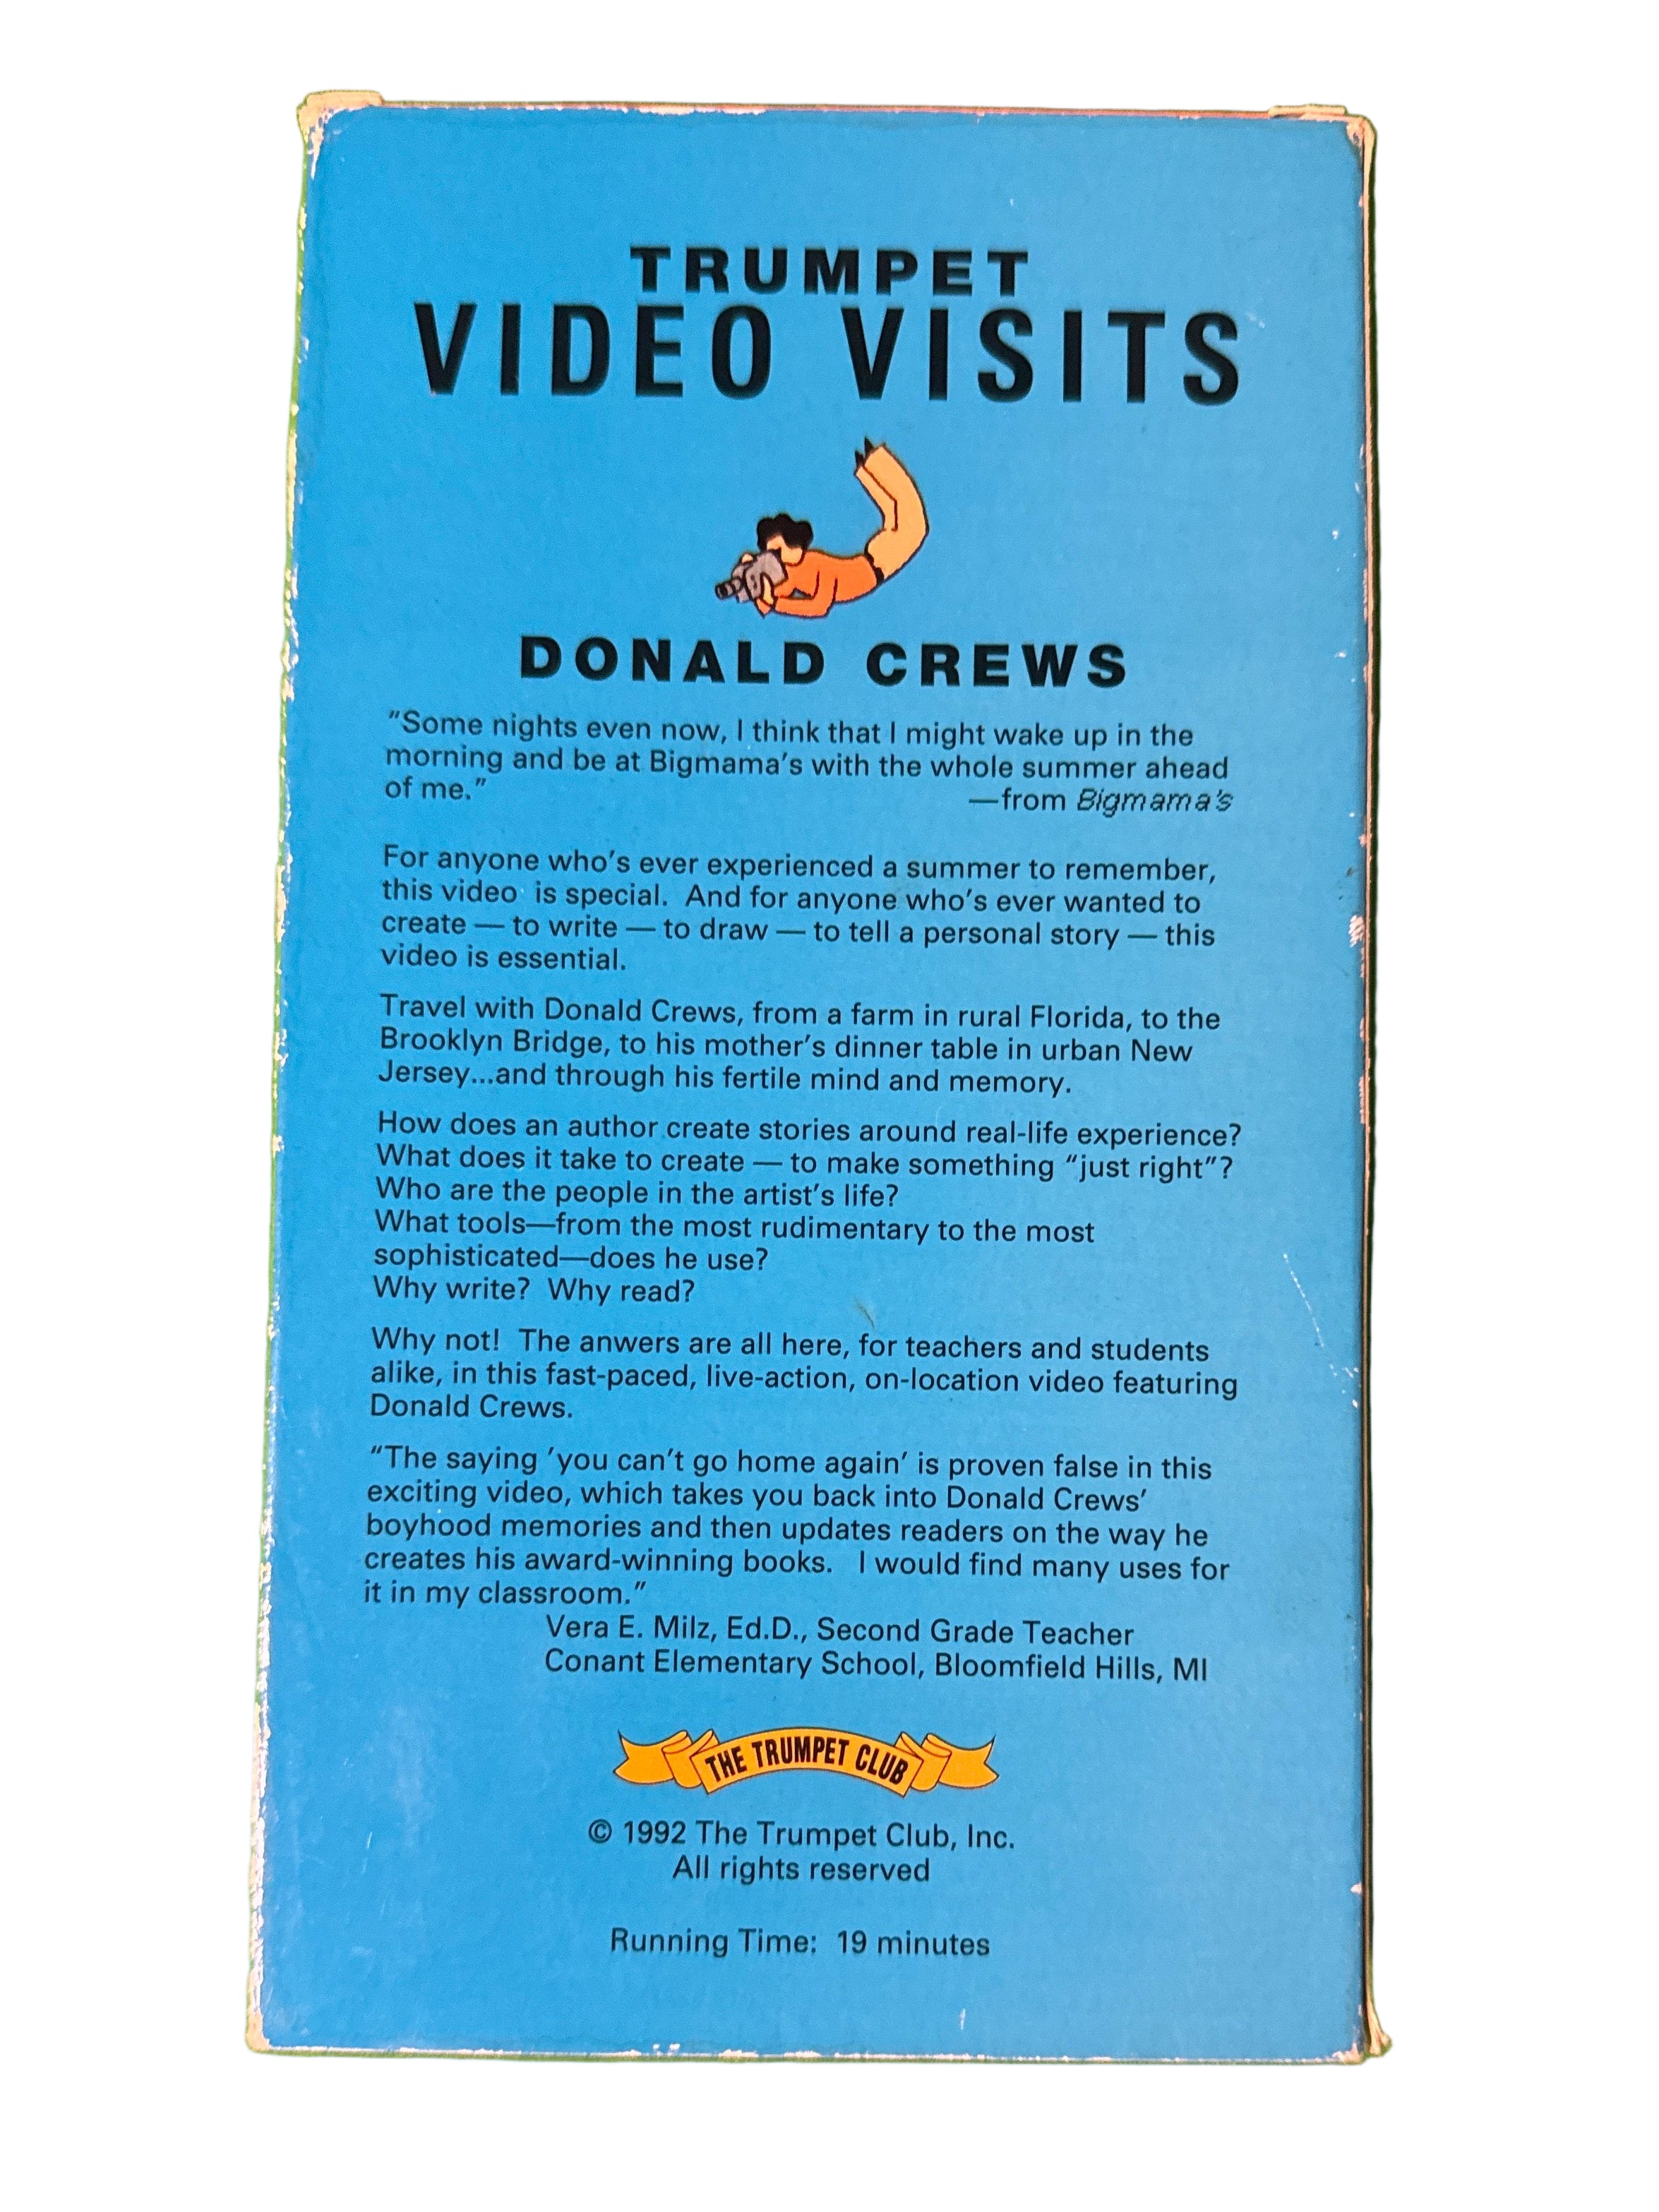 TRUMPET
VIDEO VISITS
DONALD CREWS
"Some nights even now, I think that I might wake up in the
morning and be at Bigmama's with the whole summer ahead
of me."
—from Bigmama's
For anyone who's ever experienced a summer to remember,
this video is special. And for anyone who's ever wanted to
create — to write — to draw — to tell a personal story — this
video is essential.
Travel with Donald Crews, from a farm in rural Florida, to the
Brooklyn Bridge, to his mother's dinner table in urban New
Jersey...and through his fertile mind and memory.
How does an author create stories around real-life experience?
What does it take to create — to make something "just right"?
Who are the people in the artist's life?
What tools—from the most rudimentary to the most
sophisticated—does he use?
Why write? Why read?
Why not! The anwers are all here, for teachers and students
alike, in this fast-paced, live-action, on-location video featuring
Donald Crews.
"The saying 'you can't go home again' is proven false in this
exciting video, which takes you back into Donald Crews'
boyhood memories and then updates readers on the way he
creates his award-winning books. I would find many uses for
it in my classroom."
Vera E. Milz, Ed.D., Second Grade Teacher
Conant Elementary School, Bloomfield Hills, MI
THE TRUMPET CLUB
© 1992 The Trumpet Club, Inc.
All rights reserved
Running Time: 19 minutes